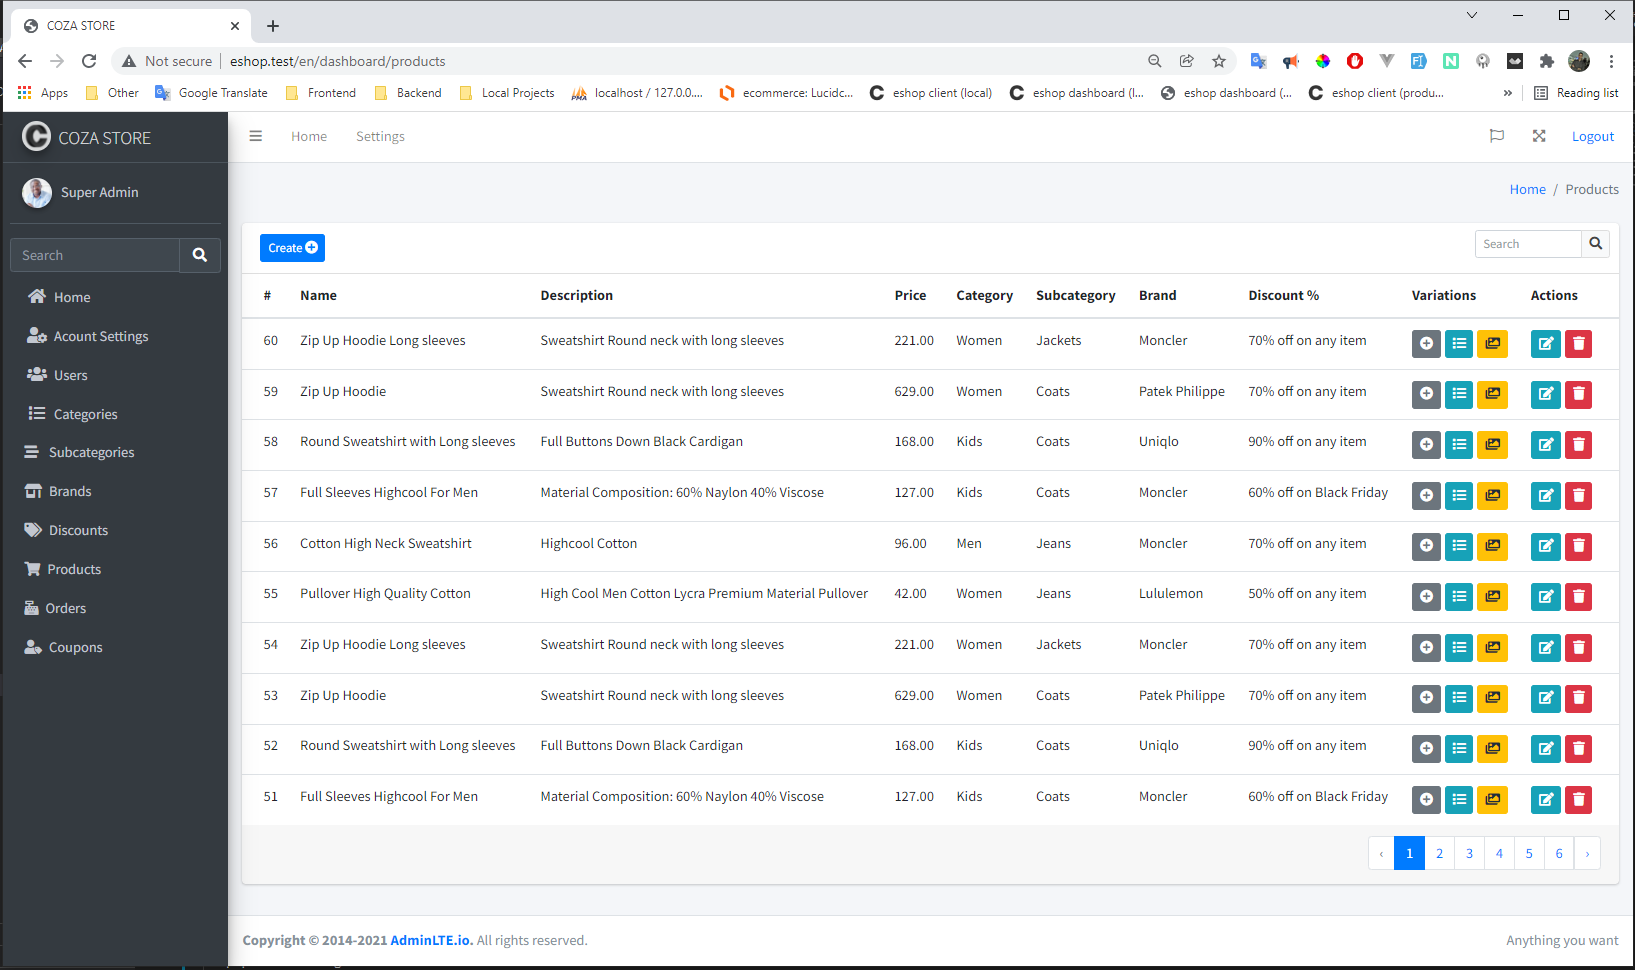 COZA STORE
Not secure eshop.test/en/dashboard/products
Apps Other Google Translate Frontend Backend Local Projects localhost / 127.0.0.... ecommerce: Lucidc... eshop client (local) eshop dashboard (l... eshop dashboard (... eshop client (produ... » Reading list
COZA STORE
Super Admin
Search
Home
Acount Settings
Users
Categories
Subcategories
Brands
Discounts
Products
Orders
Coupons
Home Settings Logout
Home / Products
Create Search
# Name Description Price Category Subcategory Brand Discount % Variations Actions
60 Zip Up Hoodie Long sleeves Sweatshirt Round neck with long sleeves 221.00 Women Jackets Moncler 70% off on any item
59 Zip Up Hoodie Sweatshirt Round neck with long sleeves 629.00 Women Coats Patek Philippe 70% off on any item
58 Round Sweatshirt with Long sleeves Full Buttons Down Black Cardigan 168.00 Kids Coats Uniqlo 90% off on any item
57 Full Sleeves Highcool For Men Material Composition: 60% Naylon 40% Viscose 127.00 Kids Coats Moncler 60% off on Black Friday
56 Cotton High Neck Sweatshirt Highcool Cotton 96.00 Men Jeans Moncler 70% off on any item
55 Pullover High Quality Cotton High Cool Men Cotton Lycra Premium Material Pullover 42.00 Women Jeans Lululemon 50% off on any item
54 Zip Up Hoodie Long sleeves Sweatshirt Round neck with long sleeves 221.00 Women Jackets Moncler 70% off on any item
53 Zip Up Hoodie Sweatshirt Round neck with long sleeves 629.00 Women Coats Patek Philippe 70% off on any item
52 Round Sweatshirt with Long sleeves Full Buttons Down Black Cardigan 168.00 Kids Coats Uniqlo 90% off on any item
51 Full Sleeves Highcool For Men Material Composition: 60% Naylon 40% Viscose 127.00 Kids Coats Moncler 60% off on Black Friday
‹ 1 2 3 4 5 6 ›
Copyright © 2014-2021 AdminLTE.io. All rights reserved. Anything you want